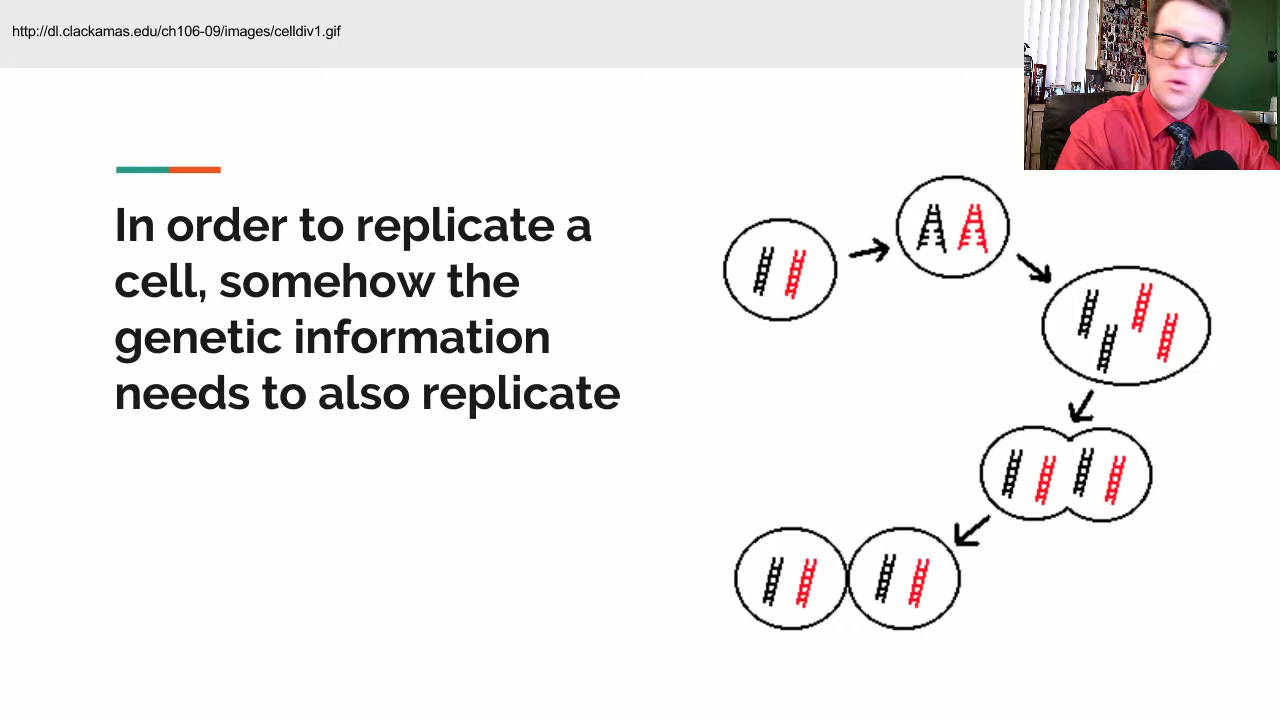 http://dl.clackamas.edu/ch106-09/images/celldiv1.gif
In order to replicate a
cell, somehow the
genetic information
needs to also replicate